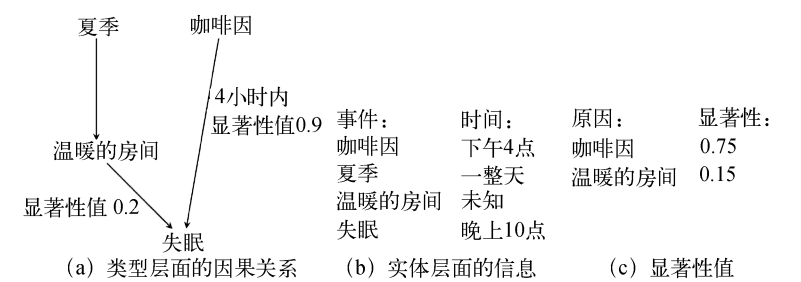 夏季
咖啡因
4小时内
显著性值0.9
温暖的房间
显著性值 0.2
失眠
(a) 类型层面的因果关系
事件：
时间：
咖啡因
下午4点
夏季
一整天
温暖的房间
未知
失眠
晚上10点
(b) 实体层面的信息
原因：
显著性：
咖啡因
0.75
温暖的房间
0.15
(c) 显著性值